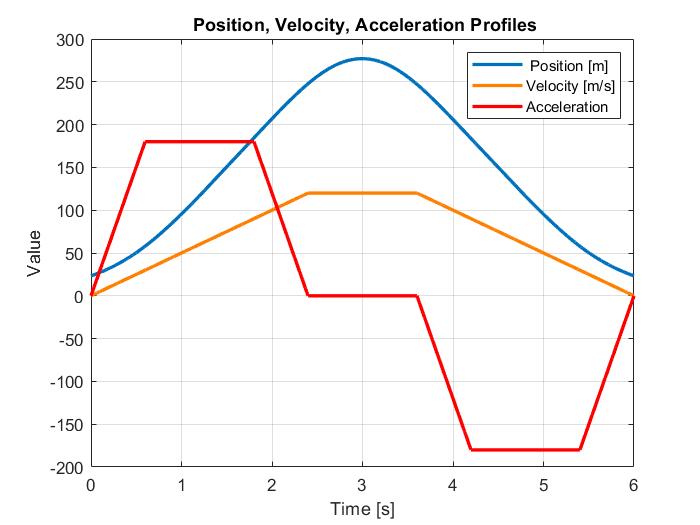 Position, Velocity, Acceleration Profiles
300
250
200
150
100
50
0
-50
-100
-150
-200
Value
Position [m]
Velocity [m/s]
Acceleration
0 1 2 3 4 5 6
Time [s]